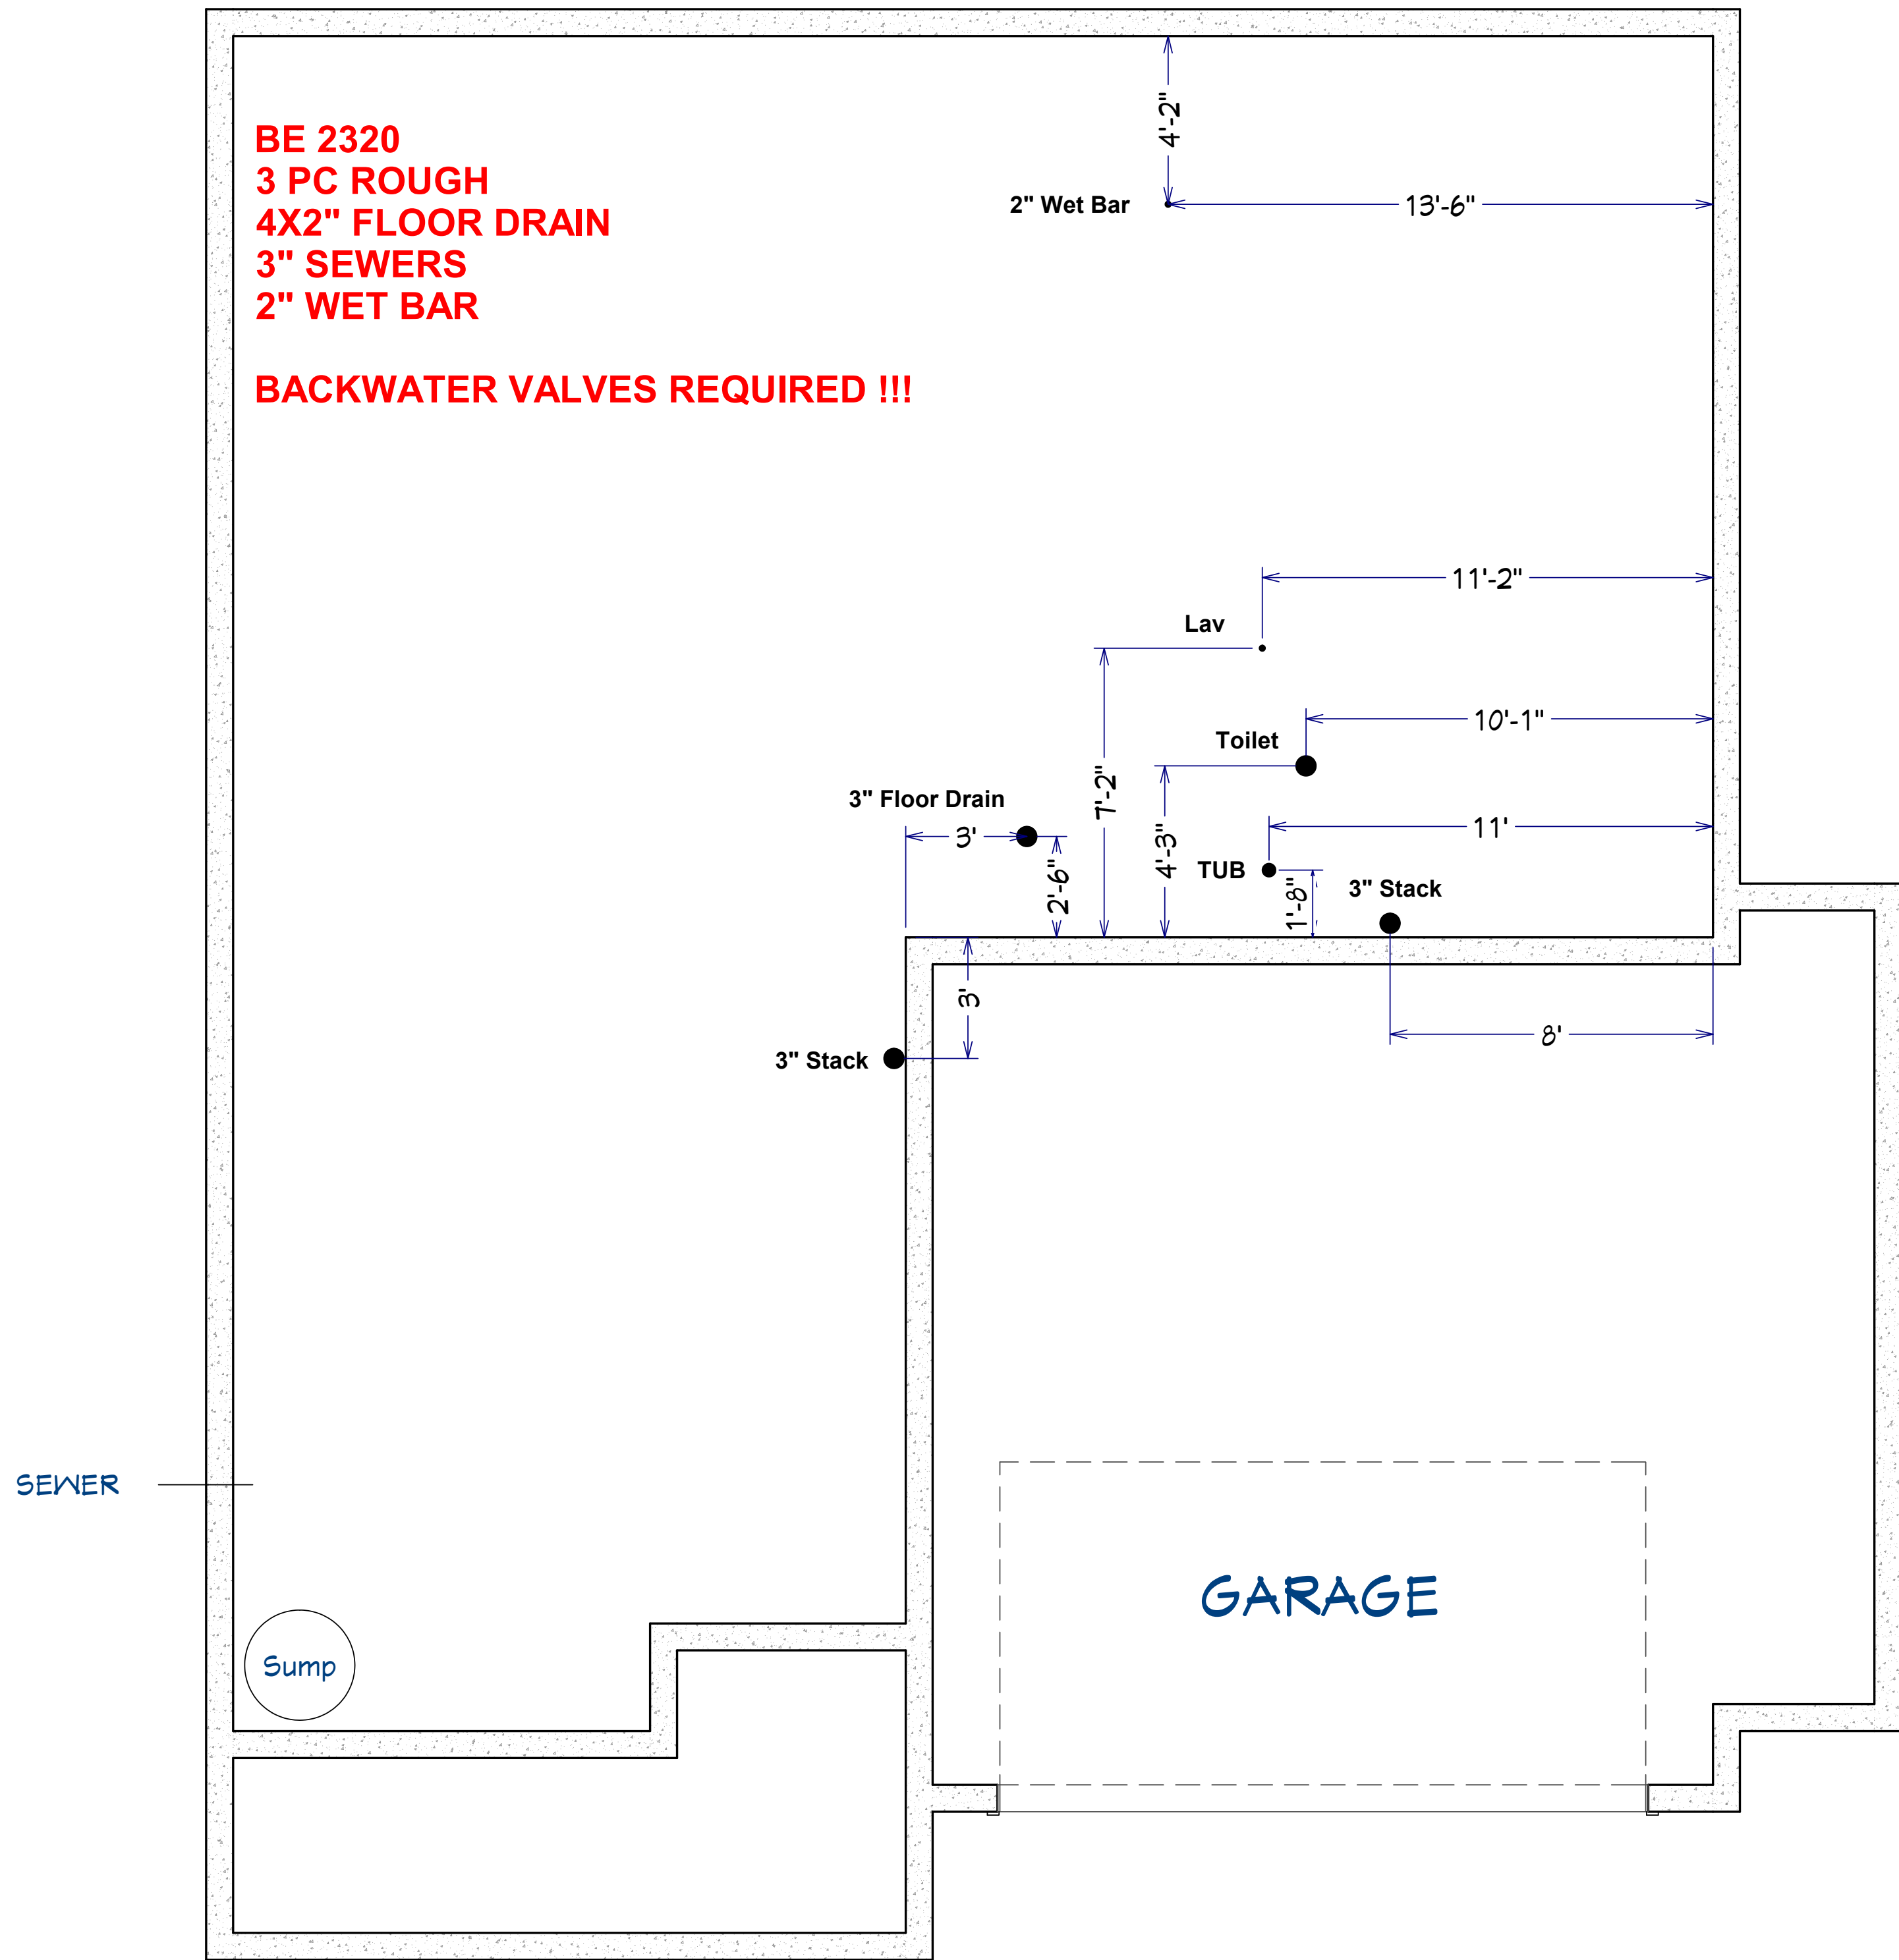 BE 2320
3 PC ROUGH
4X2" FLOOR DRAIN
3" SEWERS
2" WET BAR
BACKWATER VALVES REQUIRED !!!
4'-2"
2" Wet Bar
13'-6"
11'-2"
Lav
10'-1"
Toilet
7'-2"
3" Floor Drain
3'
2'-6"
4'-3"
11'
TUB
1'-8"
3" Stack
3'
8'
3" Stack
SEWER
GARAGE
Sump